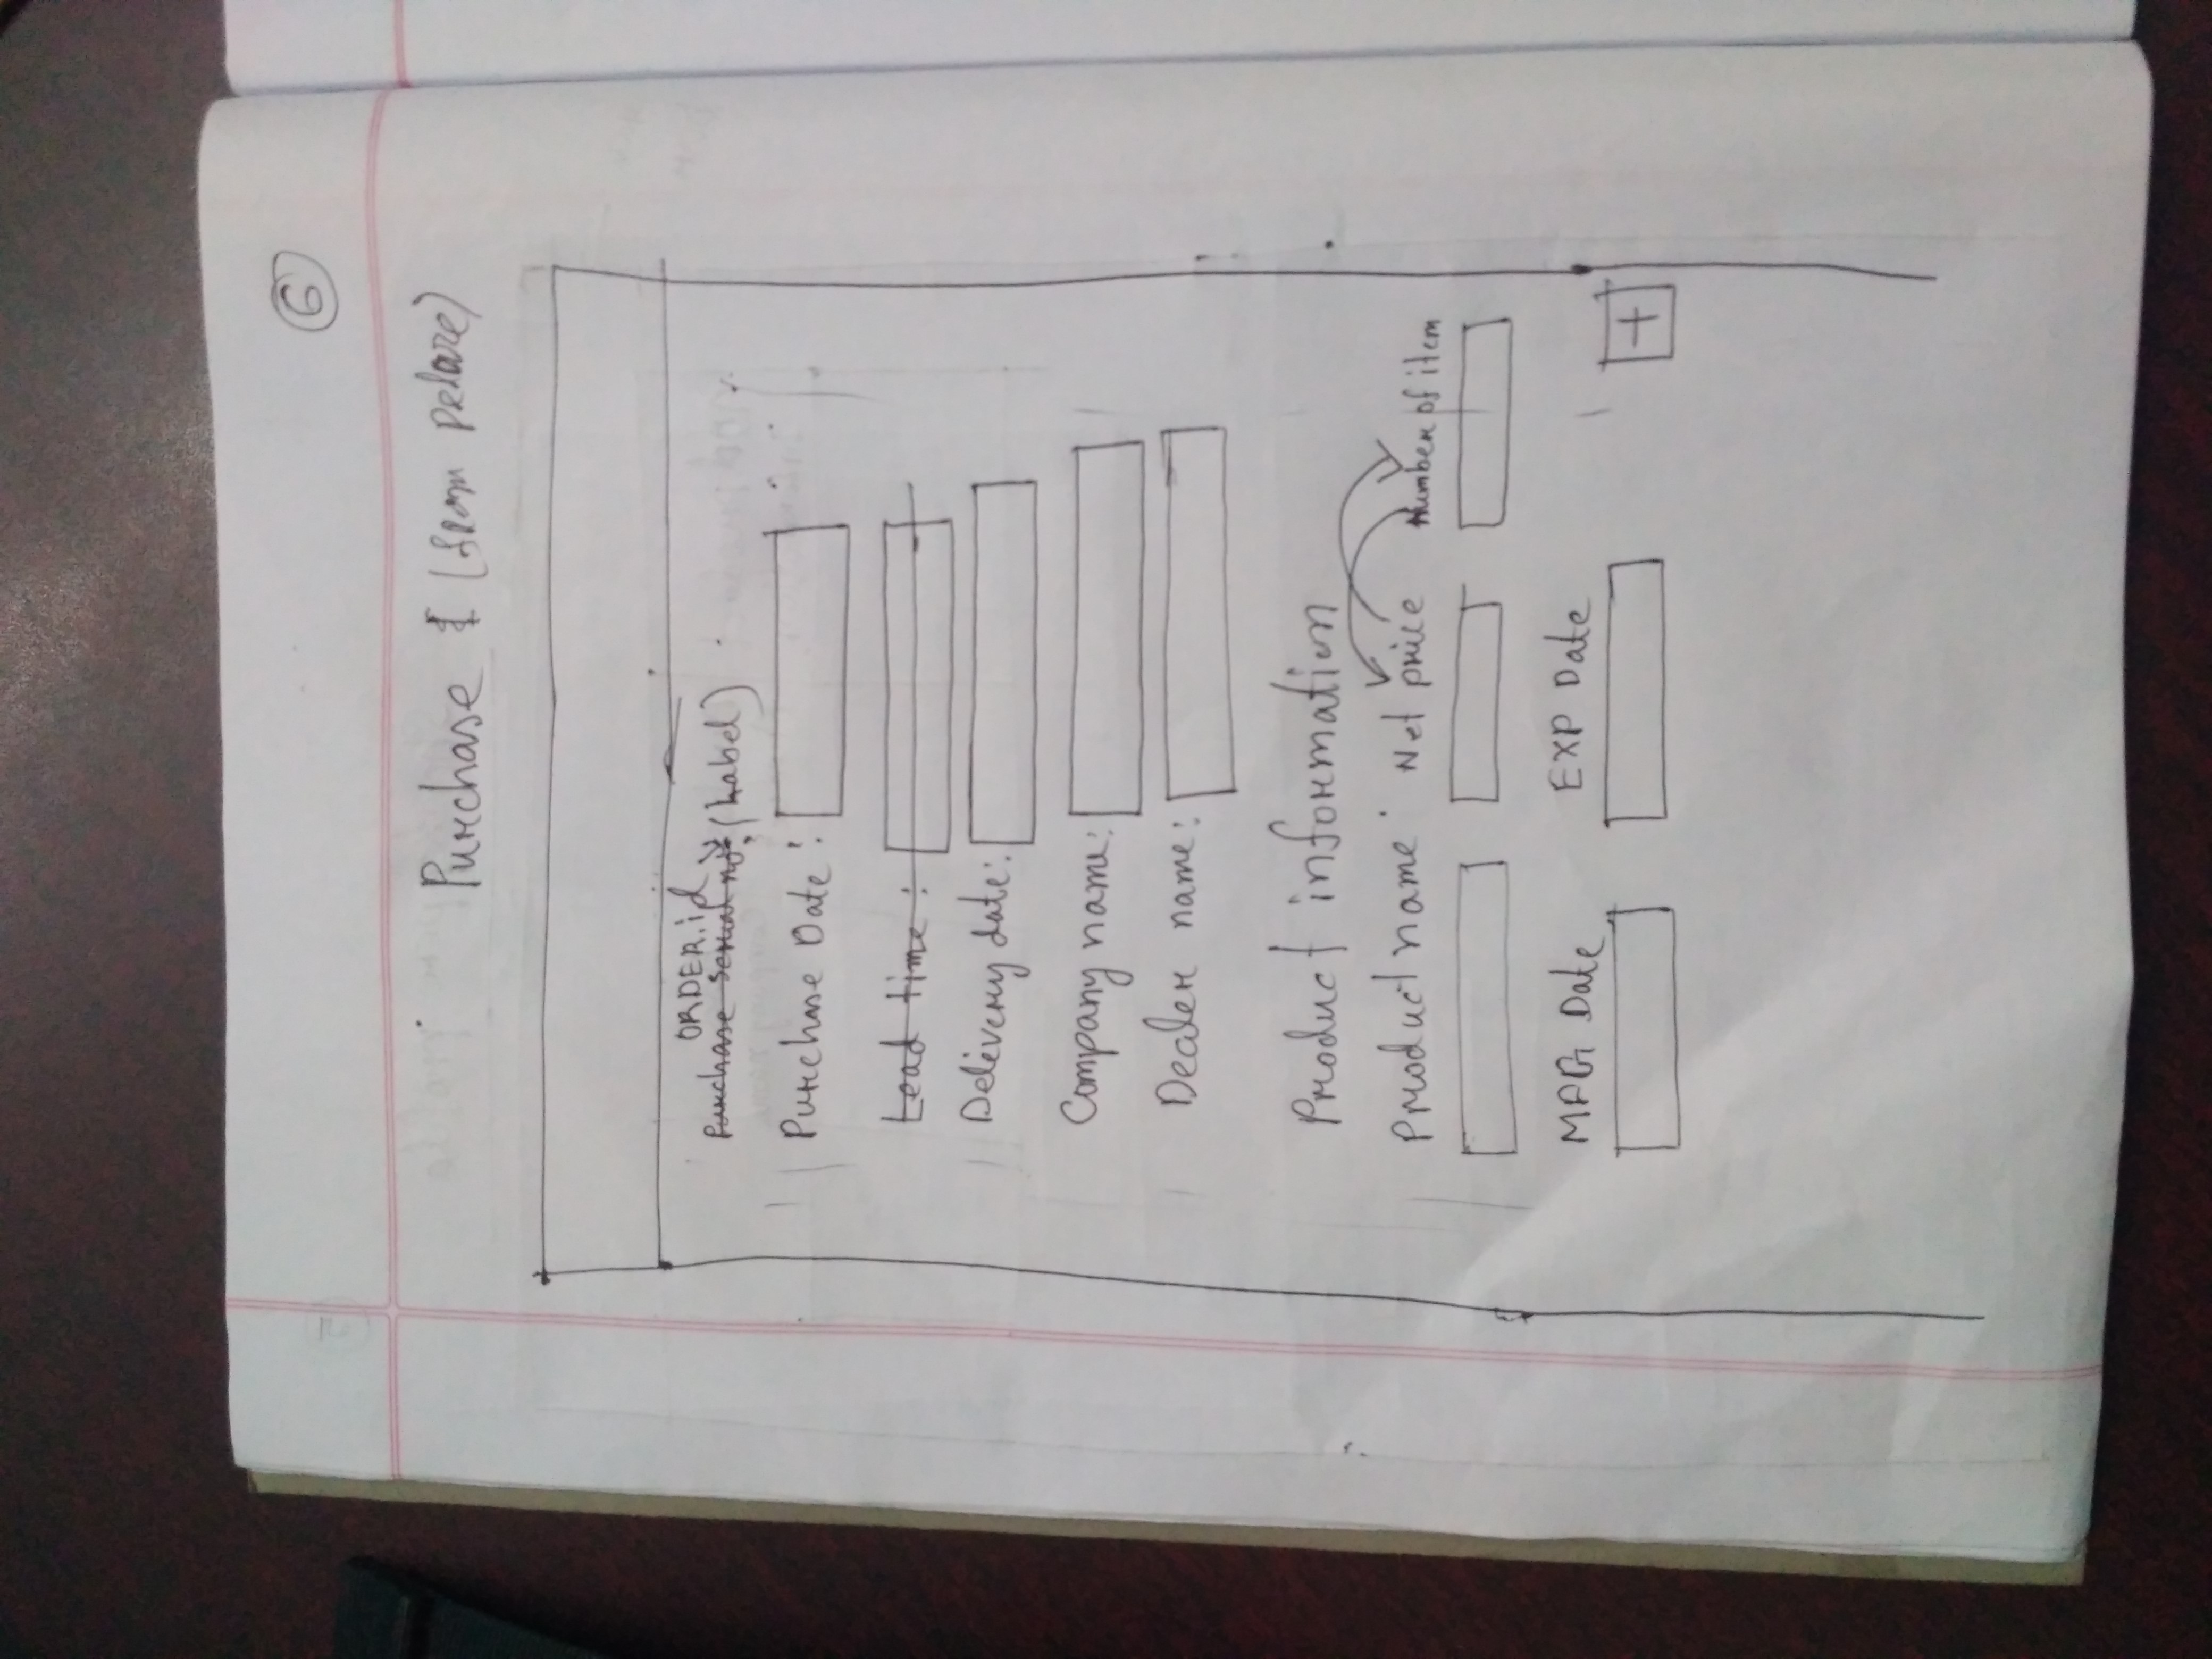 6
Purchase (from Pelare)
ORDER.id
Purchase Serial no: (Label)
Purchase Date:
Lead time:
Delivery date:
Company name:
Dealer name:
Product information
Product name Net price Number of item
MFG Date EXP Date
+